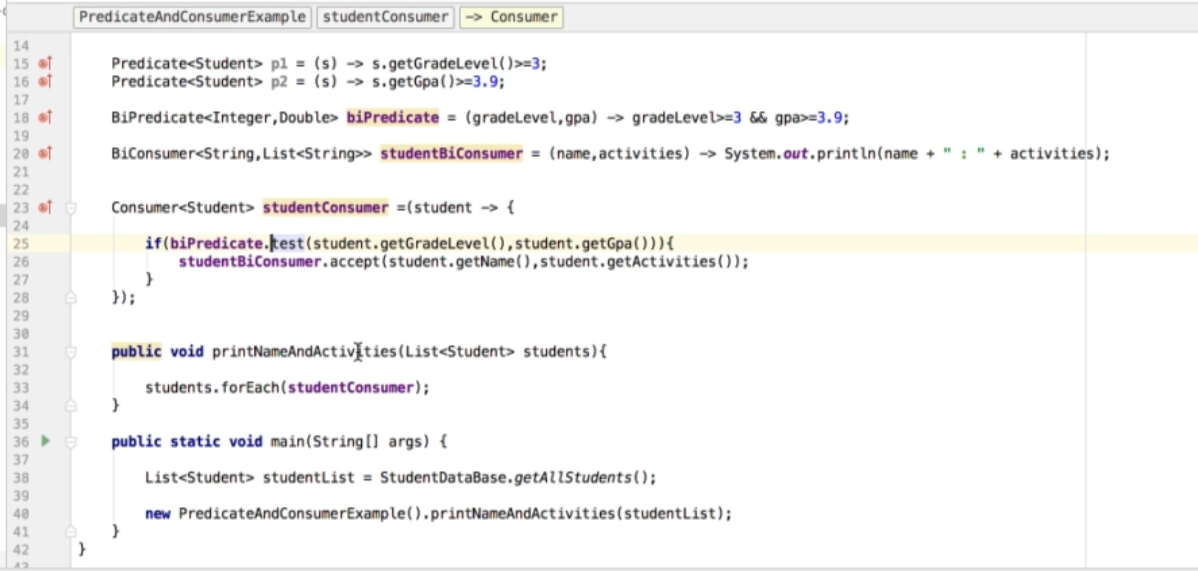 PredicateAndConsumerExample studentConsumer -> Consumer
14
15 Predicate<Student> p1 = (s) -> s.getGradeLevel()>=3;
16 Predicate<Student> p2 = (s) -> s.getGpa()>=3.9;
17
18 BiPredicate<Integer,Double> biPredicate = (gradeLevel,gpa) -> gradeLevel>=3 && gpa>=3.9;
19
20 BiConsumer<String,List<String>> studentBiConsumer = (name,activities) -> System.out.println(name + " : " + activities);
21
22
23 Consumer<Student> studentConsumer =(student -> {
24
25 if(biPredicate.test(student.getGradeLevel(),student.getGpa())){
26 studentBiConsumer.accept(student.getName(),student.getActivities());
27 }
28 });
29
30
31 public void printNameAndActivities(List<Student> students){
32
33 students.forEach(studentConsumer);
34 }
35
36 public static void main(String[] args) {
37
38 List<Student> studentList = StudentDataBase.getAllStudents();
39
40 new PredicateAndConsumerExample().printNameAndActivities(studentList);
41 }
42 }
43